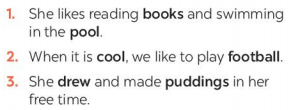 1. She likes reading books and swimming
in the pool.
2. When it is cool, we like to play football.
3. She drew and made puddings in her
free time.